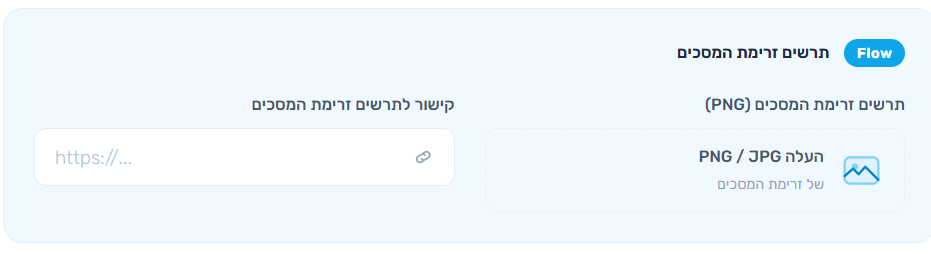 Flow תרשים זרימת המסכים
תרשים זרימת המסכים (PNG)
העלה PNG / JPG
של זרימת המסכים
קישור לתרשים זרימת המסכים
https://...